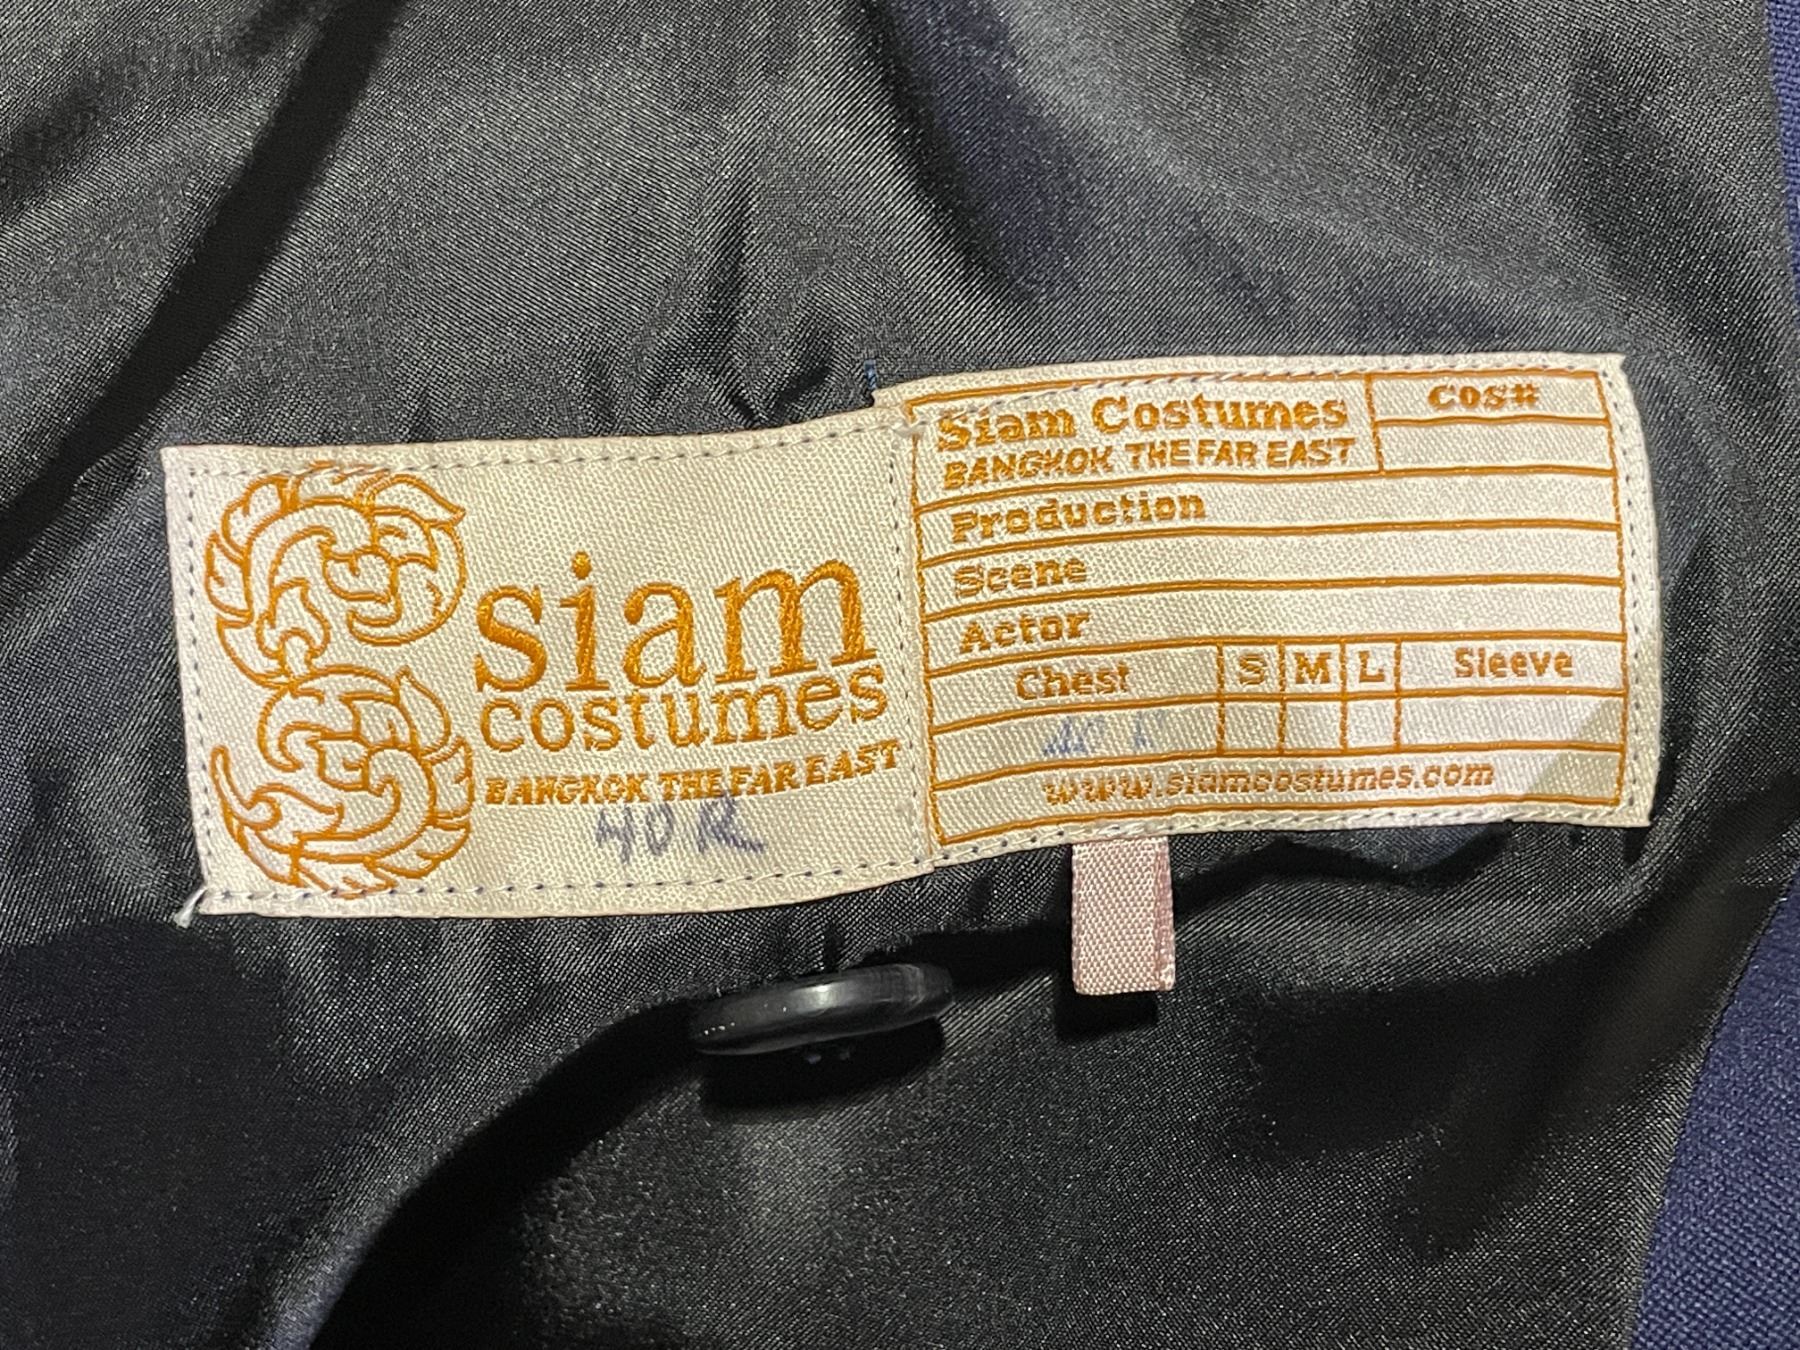 siam
costumes
BANGKOK THE FAR EAST
40R
Siam Costumes
BANGKOK THE FAR EAST
Cos#
Production
Scene
Actor
Chest S M L Sleeve
40 R
www.siamcostumes.com